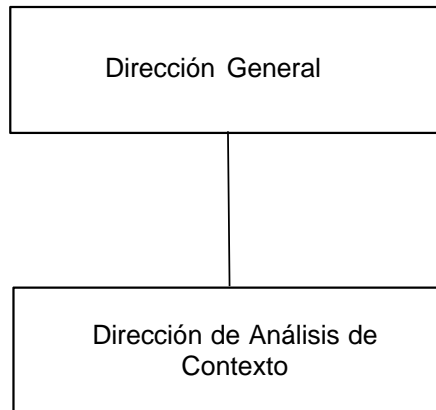 Dirección General
Dirección de Análisis de
Contexto